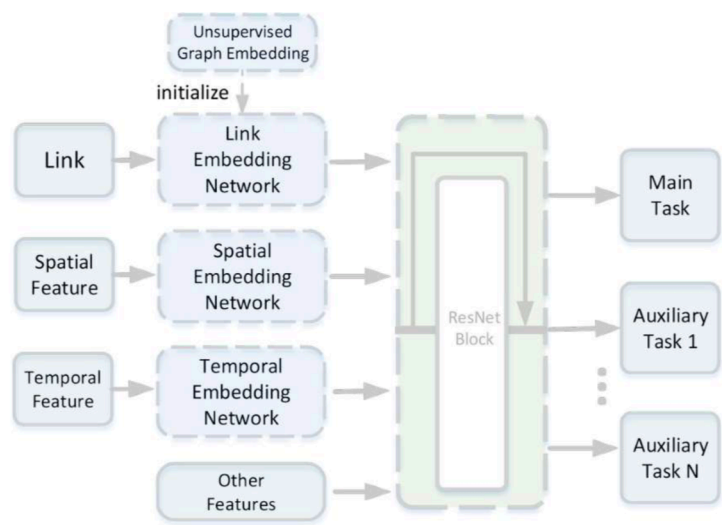 Unsupervised
Graph Embedding
initialize
Link
Link
Embedding
Network
Main
Task
Spatial
Feature
Spatial
Embedding
Network
ResNet
Block
Auxiliary
Task 1
Temporal
Feature
Temporal
Embedding
Network
Auxiliary
Task N
Other
Features